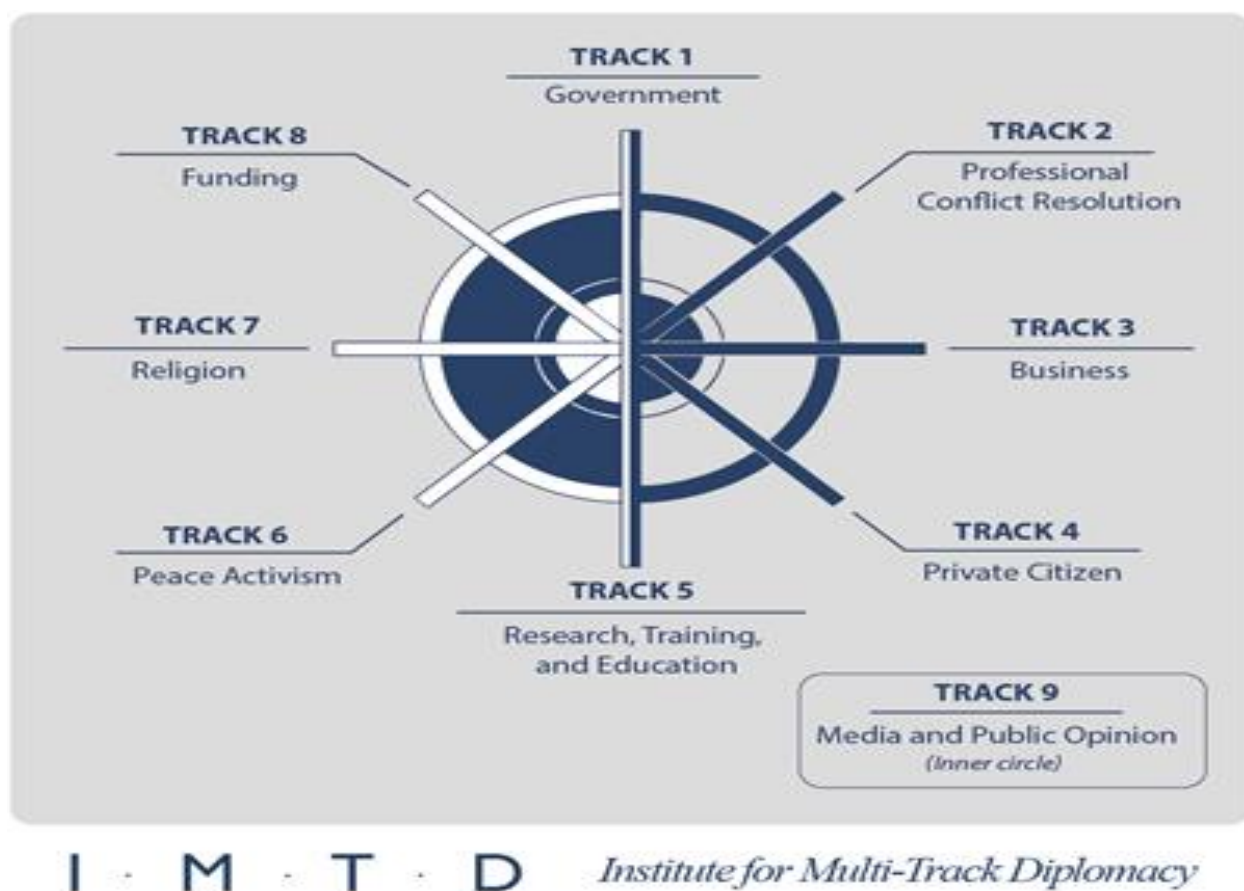 TRACK 1
Government
TRACK 2
Professional
Conflict Resolution
TRACK 3
Business
TRACK 4
Private Citizen
TRACK 5
Research, Training,
and Education
TRACK 6
Peace Activism
TRACK 7
Religion
TRACK 8
Funding
TRACK 9
Media and Public Opinion
(Inner circle)
I · M · T · D Institute for Multi-Track Diplomacy